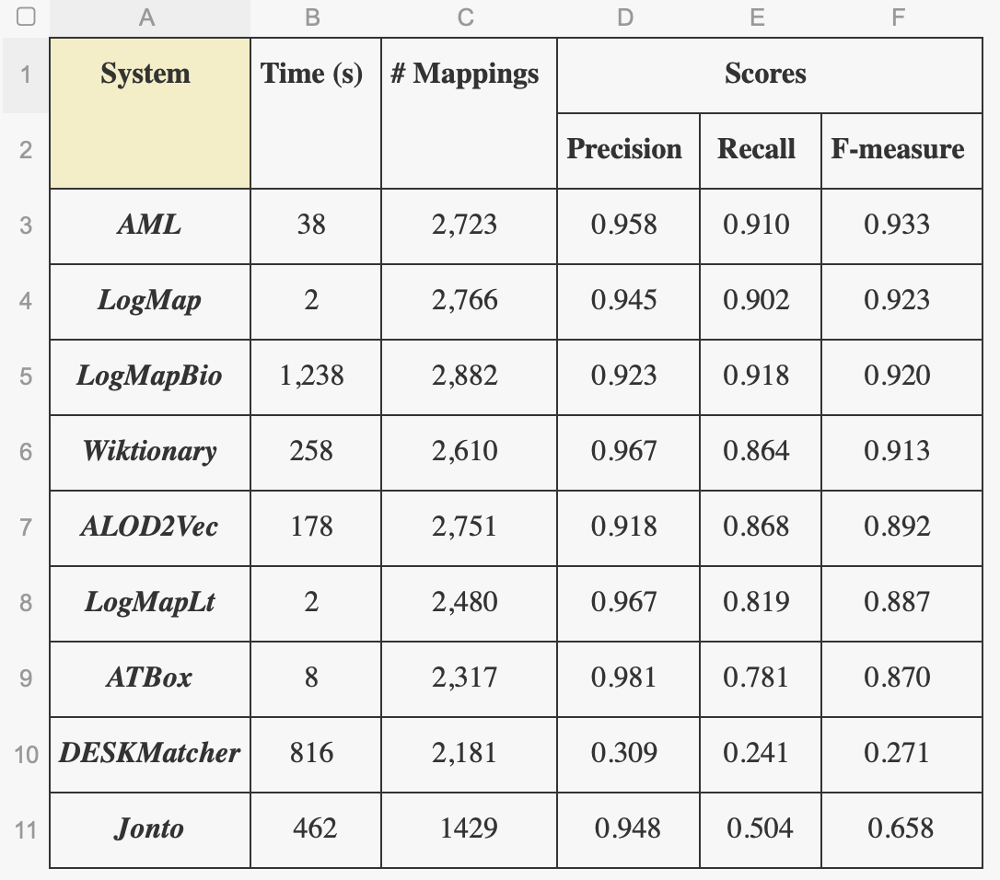 A B C D E F
1 System Time (s) # Mappings Scores
2 Precision Recall F-measure
3 AML 38 2,723 0.958 0.910 0.933
4 LogMap 2 2,766 0.945 0.902 0.923
5 LogMapBio 1,238 2,882 0.923 0.918 0.920
6 Wiktionary 258 2,610 0.967 0.864 0.913
7 ALOD2Vec 178 2,751 0.918 0.868 0.892
8 LogMapLt 2 2,480 0.967 0.819 0.887
9 ATBox 8 2,317 0.981 0.781 0.870
10 DESKMatcher 816 2,181 0.309 0.241 0.271
11 Jonto 462 1429 0.948 0.504 0.658